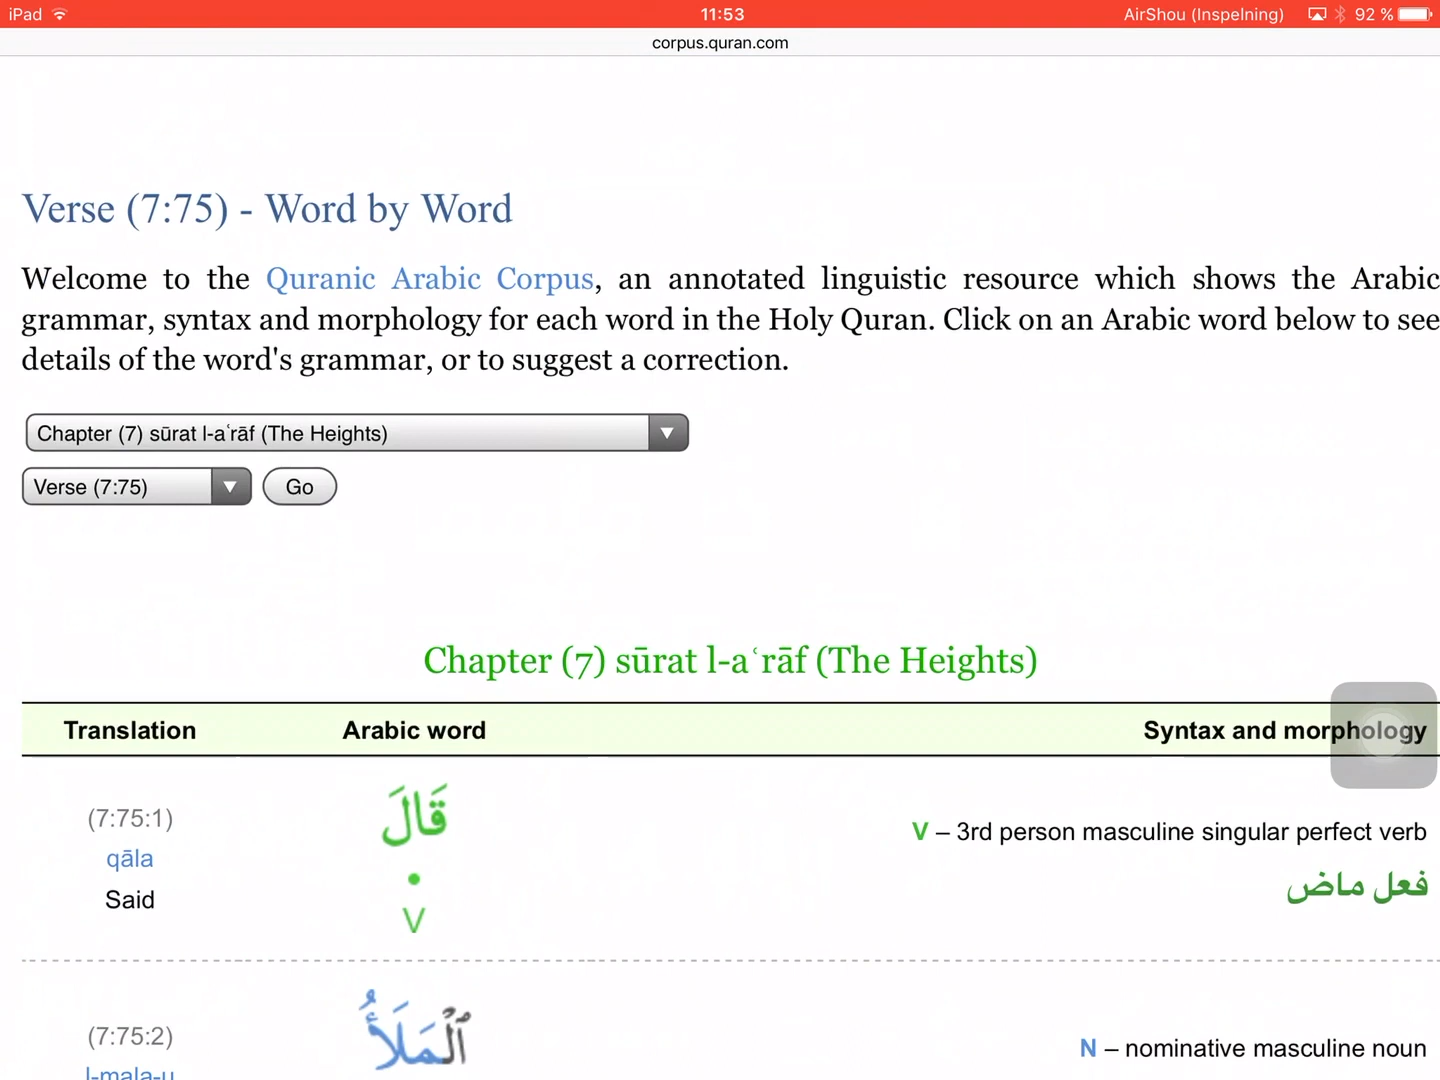 iPad 11:53 AirShou (Inspelning) 92 %
corpus.quran.com
Verse (7:75) - Word by Word
Welcome to the Quranic Arabic Corpus, an annotated linguistic resource which shows the Arabic
grammar, syntax and morphology for each word in the Holy Quran. Click on an Arabic word below to see
details of the word's grammar, or to suggest a correction.
Chapter (7) sūrat l-aʿrāf (The Heights)
Verse (7:75) Go
Chapter (7) sūrat l-aʿrāf (The Heights)
Translation Arabic word Syntax and morphology
(7:75:1)
qāla
Said
قَالَ
V
V – 3rd person masculine singular perfect verb
فعل ماض
(7:75:2)
l-mala-u
ٱلْمَلَأُ
N – nominative masculine noun